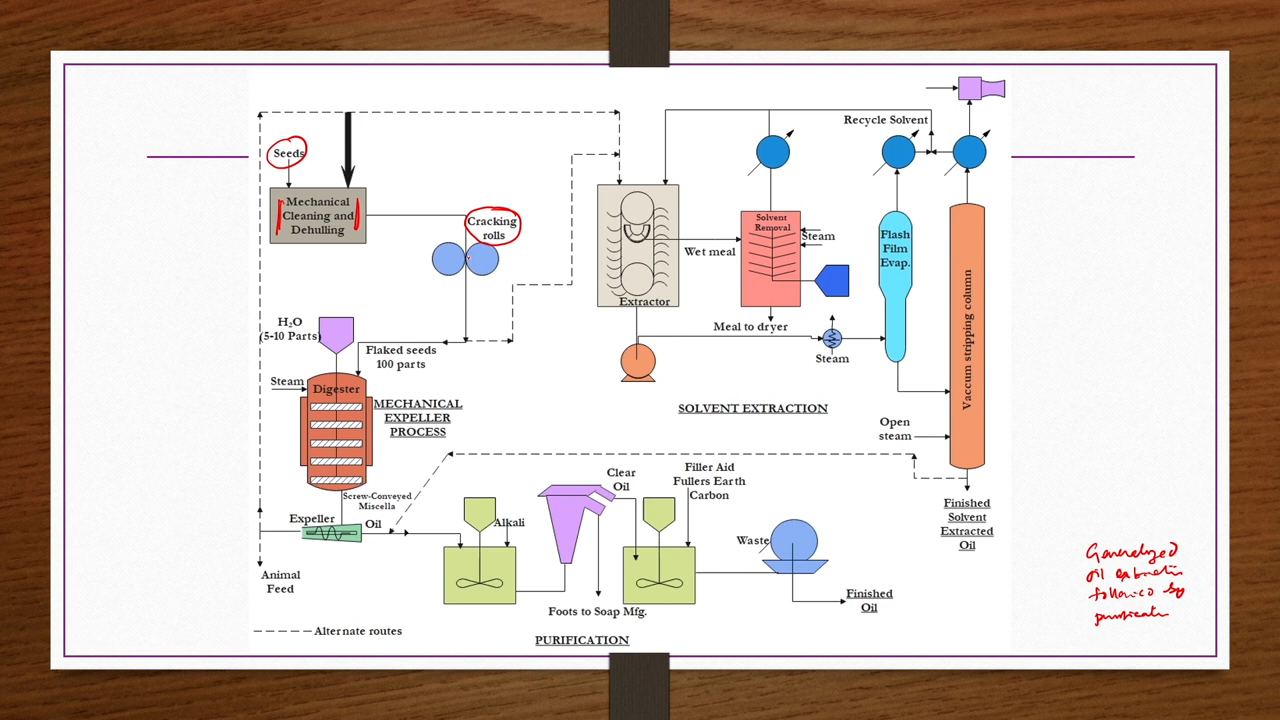 Recycle Solvent
Seeds
Mechanical
Cleaning and
Dehulling
Cracking
rolls
Solvent
Removal
Steam
Flash
Film
Evap.
Wet meal
Extractor
Vaccum stripping column
H₂O
(5-10 Parts)
Flaked seeds
100 parts
Meal to dryer
Steam
Steam
Digester
MECHANICAL
EXPELLER
PROCESS
SOLVENT EXTRACTION
Open
steam
Screw-Conveyed
Miscella
Expeller
Oil
Clear
Oil
Filler Aid
Fullers Earth
Carbon
Alkali
Waste
Finished
Solvent
Extracted
Oil
Animal
Feed
Foots to Soap Mfg.
Finished
Oil
Alternate routes
PURIFICATION
Generalized
oil
followed by